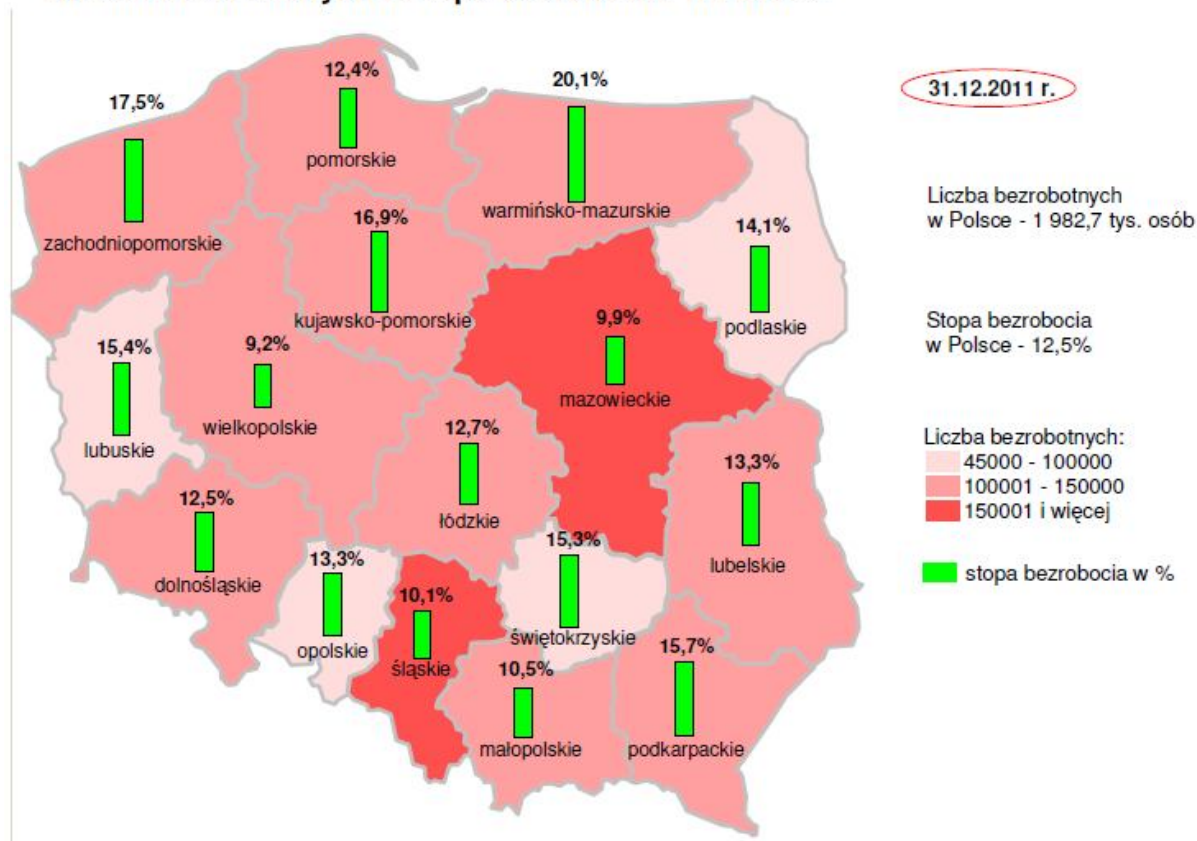 12,4%
20,1%
31.12.2011 r.
17,5%
pomorskie
Liczba bezrobotnych
w Polsce - 1 982,7 tys. osób
16,9%
warmińsko-mazurskie
14,1%
zachodniopomorskie
kujawsko-pomorskie
9,9%
podlaskie
Stopa bezrobocia
w Polsce - 12,5%
15,4%
9,2%
mazowieckie
wielkopolskie
12,7%
lubuskie
Liczba bezrobotnych:
45000 - 100000
100001 - 150000
150001 i więcej
13,3%
12,5%
łódzkie
15,3%
lubelskie
stopa bezrobocia w %
dolnośląskie
13,3%
10,1%
świętokrzyskie
opolskie
śląskie
10,5%
15,7%
małopolskie
podkarpackie